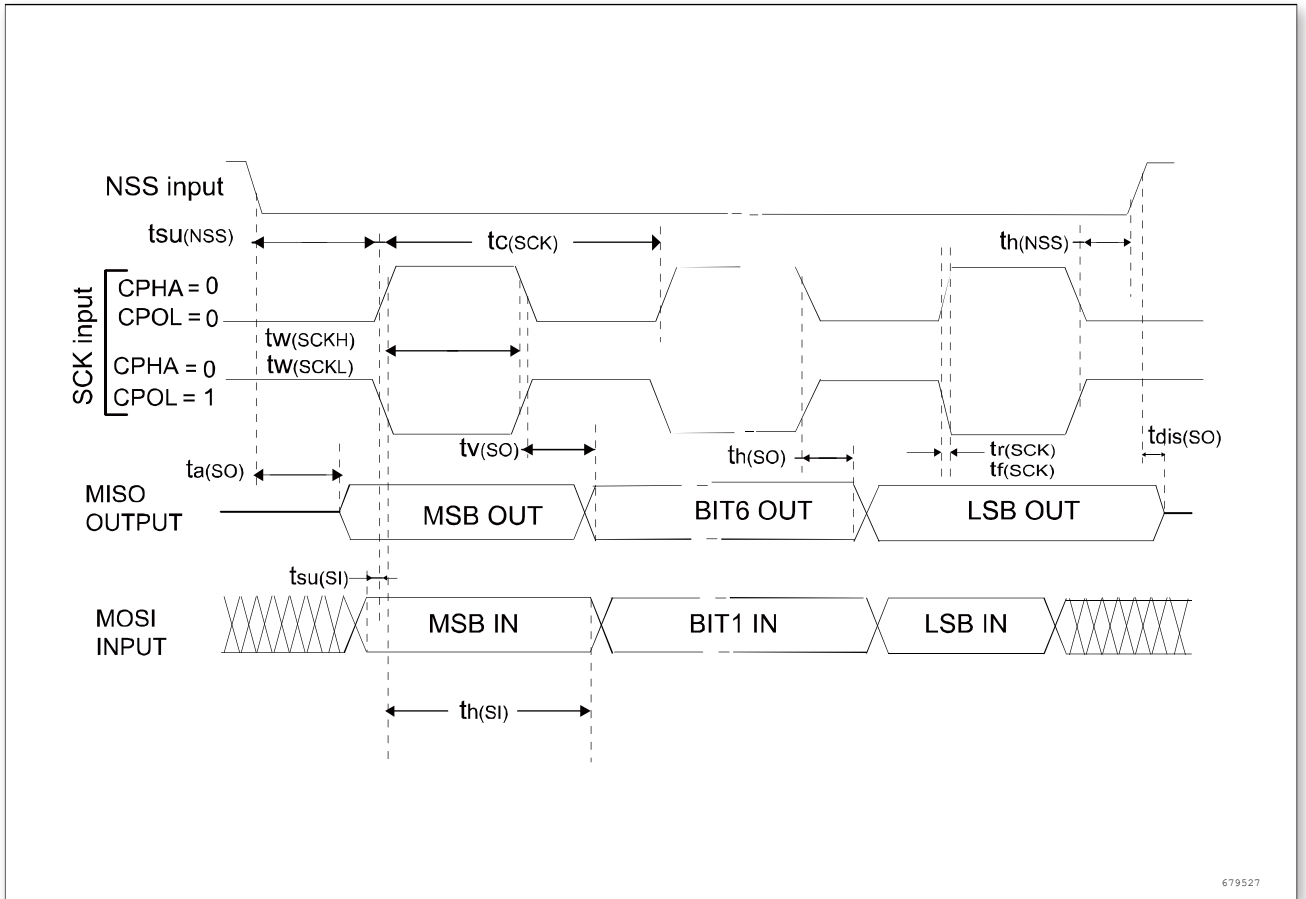 NSS input
tsu(NSS)
tc(SCK)
th(NSS)
SCK input
CPHA = 0
CPOL = 0
tw(SCKH)
tw(SCKL)
CPHA = 0
CPOL = 1
tv(SO)
th(SO)
tr(SCK)
tf(SCK)
tdis(SO)
ta(SO)
MISO
OUTPUT
MSB OUT
BIT6 OUT
LSB OUT
tsu(SI)
MOSI
INPUT
MSB IN
BIT1 IN
LSB IN
th(SI)
679527